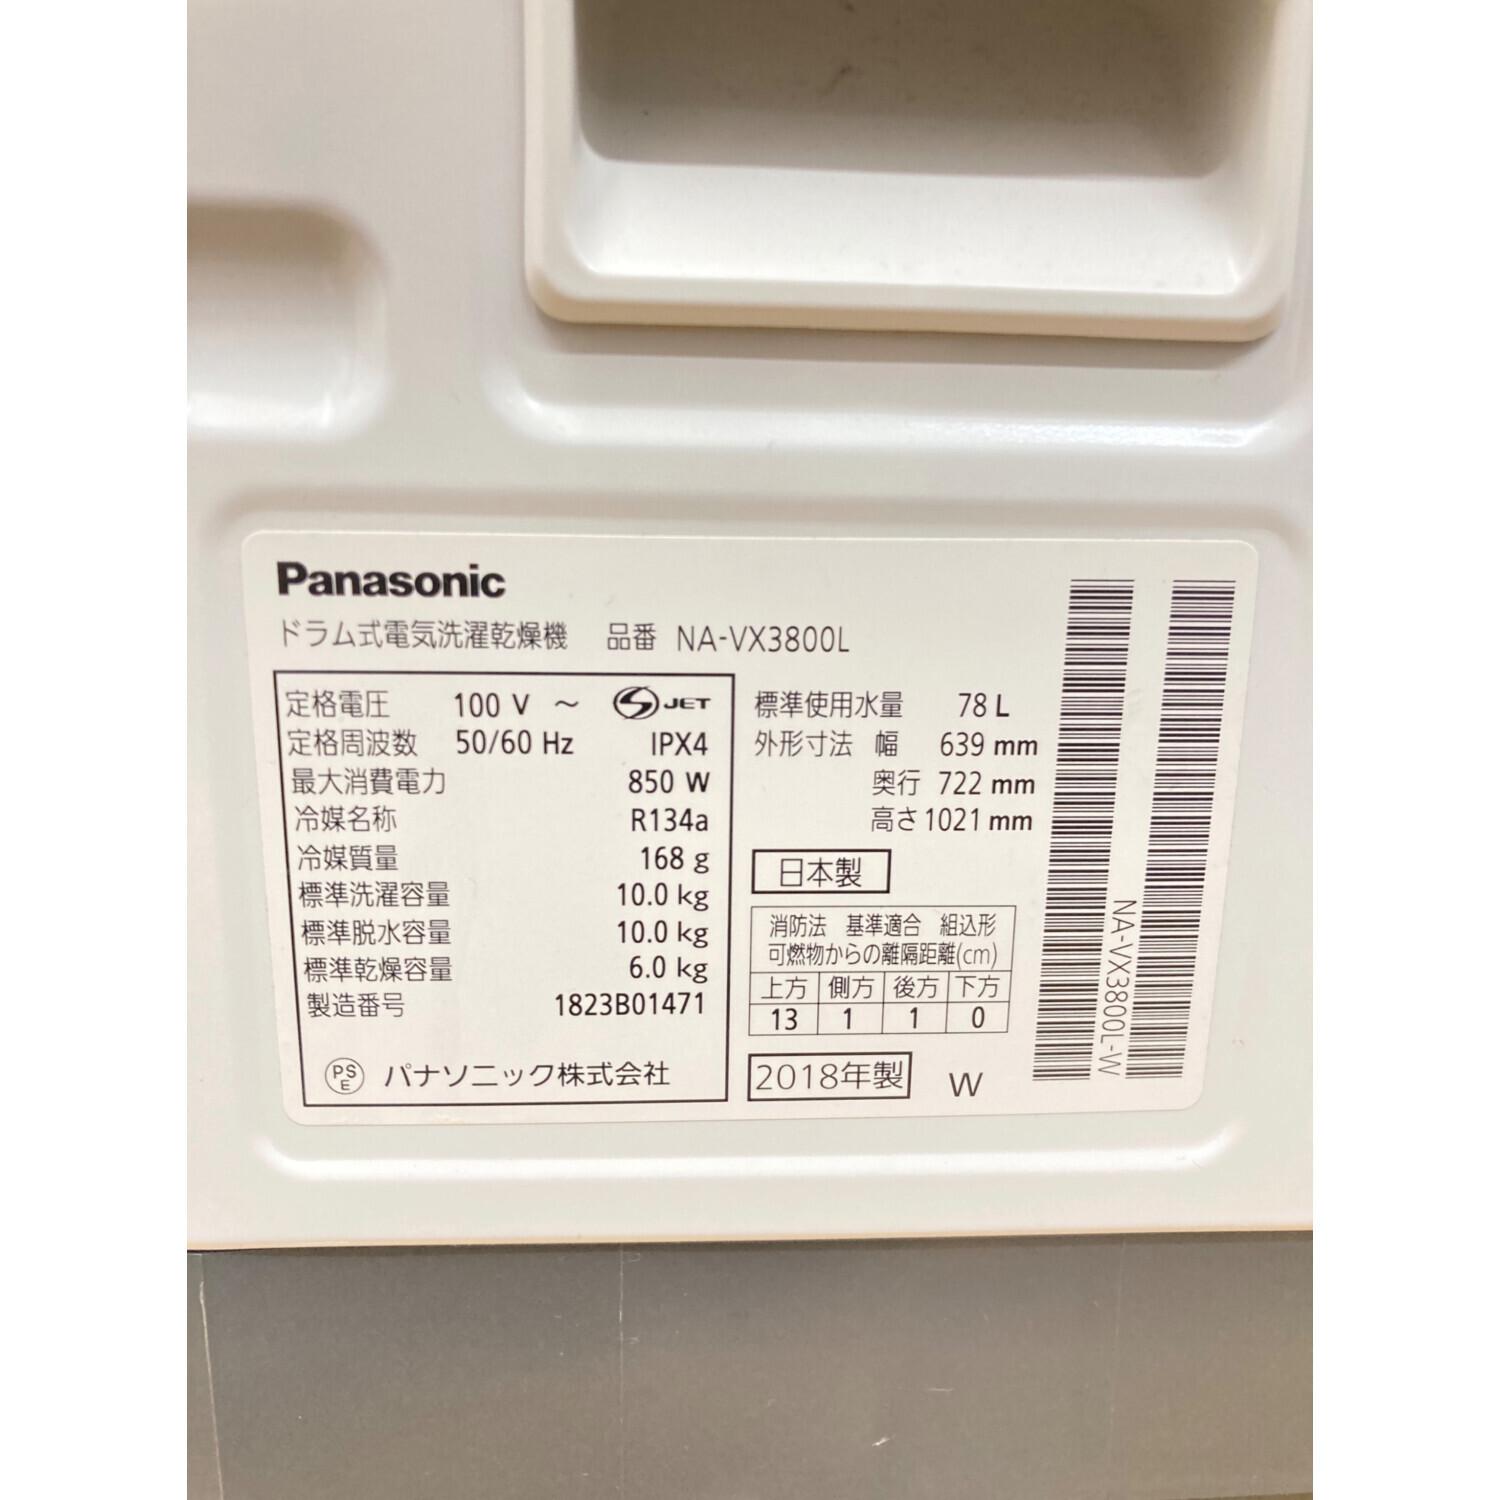 Panasonic
ドラム式電気洗濯乾燥機 品番 NA-VX3800L
定格電圧 100 V ～ S JET
定格周波数 50/60 Hz IPX4
最大消費電力 850 W
冷媒名称 R134a
冷媒質量 168 g
標準洗濯容量 10.0 kg
標準脱水容量 10.0 kg
標準乾燥容量 6.0 kg
製造番号 1823B01471
PS E パナソニック株式会社
標準使用水量 78 L
外形寸法 幅 639 mm
奥行 722 mm
高さ 1021 mm
日本製
消防法 基準適合 組込形
可燃物からの離隔距離(cm)
上方 側方 後方 下方
13 1 1 0
2018年製 W
NA-VX3800L-W